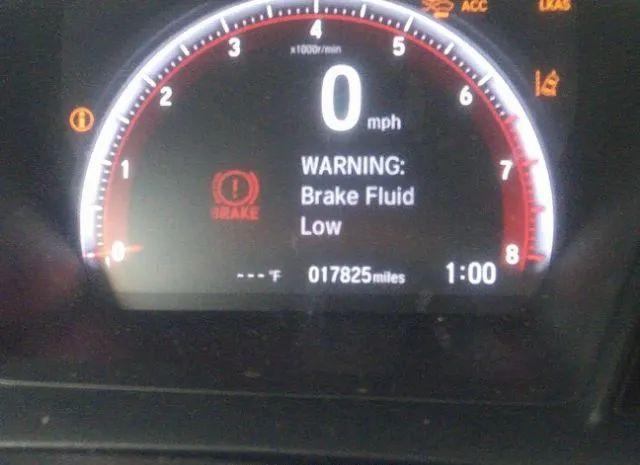 ACC
LKAS
4
3
5
x1000r/min
2
6
0 mph
1
7
WARNING:
Brake Fluid
Low
BRAKE
0
8
---°F
017825miles
1:00